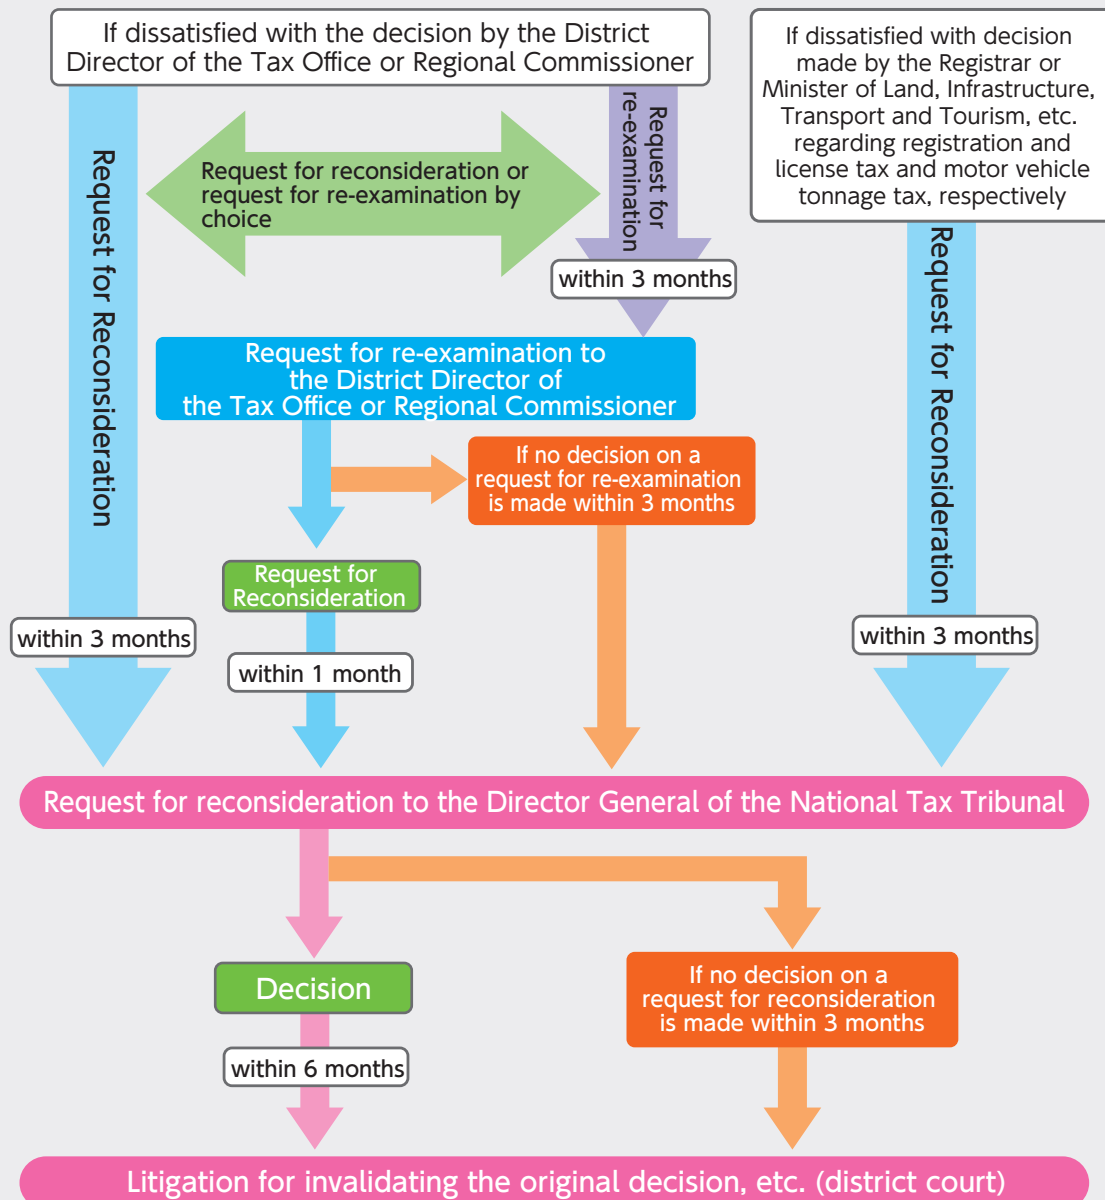 If dissatisfied with the decision by the District
Director of the Tax Office or Regional Commissioner
If dissatisfied with decision
made by the Registrar or
Minister of Land, Infrastructure,
Transport and Tourism, etc.
regarding registration and
license tax and motor vehicle
tonnage tax, respectively
Request for Reconsideration
Request for reconsideration or
request for re-examination by
choice
Request for
re-examination
within 3 months
Request for Reconsideration
Request for re-examination to
the District Director of
the Tax Office or Regional Commissioner
If no decision on a
request for re-examination
is made within 3 months
Request for
Reconsideration
within 3 months
within 1 month
within 3 months
Request for reconsideration to the Director General of the National Tax Tribunal
Decision
If no decision on a
request for reconsideration
is made within 3 months
within 6 months
Litigation for invalidating the original decision, etc. (district court)